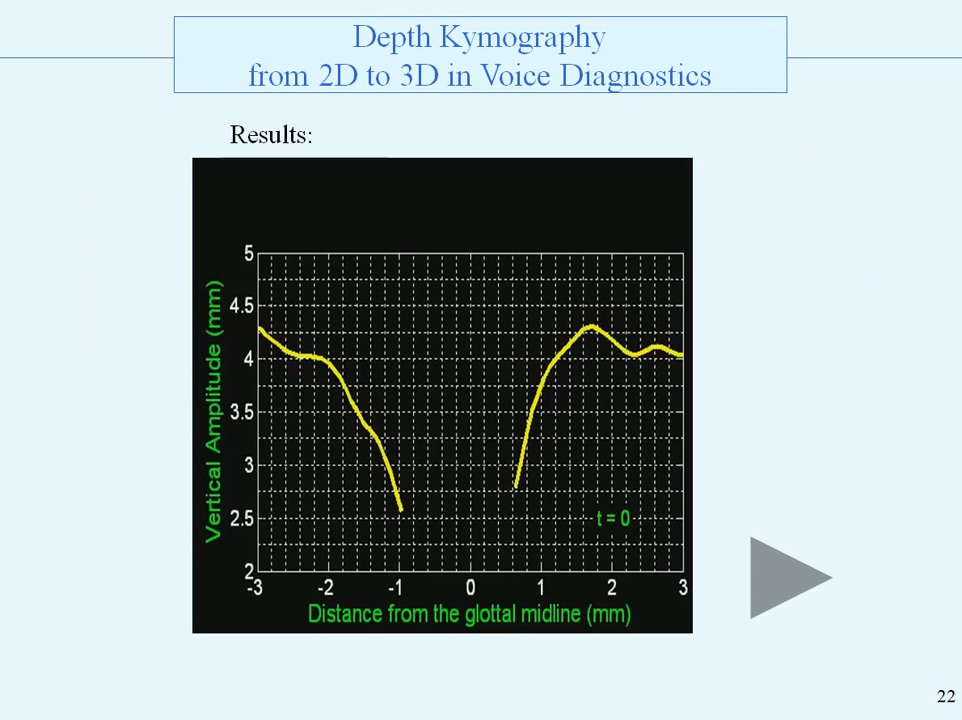 Depth Kymography
from 2D to 3D in Voice Diagnostics
Results:
Vertical Amplitude (mm)
5
4.5
4
3.5
3
2.5
2
t = 0
-3 -2 -1 0 1 2 3
Distance from the glottal midline (mm)
22